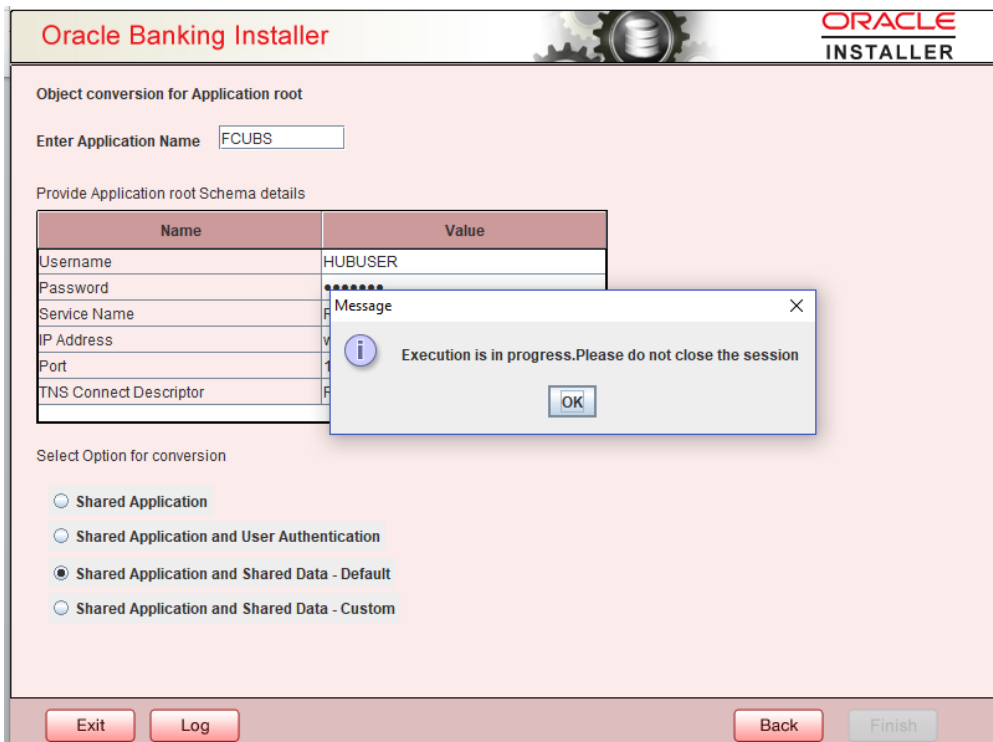 Oracle Banking Installer
ORACLE
INSTALLER
Object conversion for Application root
Enter Application Name FCUBS
Provide Application root Schema details
Name Value
Username HUBUSER
Password •••••••
Service Name
IP Address
Port
TNS Connect Descriptor
Message
Execution is in progress.Please do not close the session
OK
Select Option for conversion
Shared Application
Shared Application and User Authentication
Shared Application and Shared Data - Default
Shared Application and Shared Data - Custom
Exit Log Back Finish